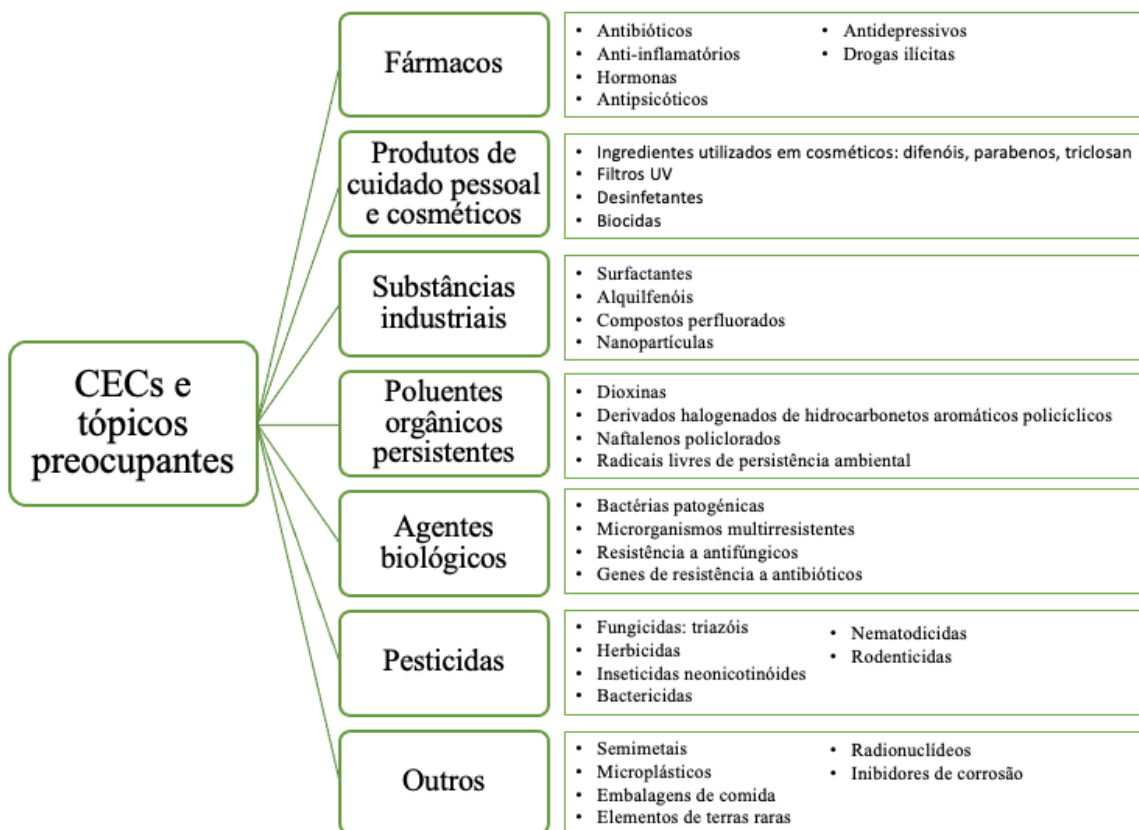 CECs e
tópicos
preocupantes
Fármacos
• Antibióticos
• Anti-inflamatórios
• Hormonas
• Antipsicóticos
• Antidepressivos
• Drogas ilícitas
Produtos de
cuidado pessoal
e cosméticos
• Ingredientes utilizados em cosméticos: difenóis, parabenos, triclosan
• Filtros UV
• Desinfetantes
• Biocidas
Substâncias
industriais
• Surfactantes
• Alquilfenóis
• Compostos perfluorados
• Nanopartículas
Poluentes
orgânicos
persistentes
• Dioxinas
• Derivados halogenados de hidrocarbonetos aromáticos policíclicos
• Naftalenos policlorados
• Radicais livres de persistência ambiental
Agentes
biológicos
• Bactérias patogénicas
• Microrganismos multirresistentes
• Resistência a antifúngicos
• Genes de resistência a antibióticos
Pesticidas
• Fungicidas: triazóis
• Herbicidas
• Inseticidas neonicotinóides
• Bactericidas
• Nematodicidas
• Rodenticidas
Outros
• Semimetais
• Microplásticos
• Embalagens de comida
• Elementos de terras raras
• Radionuclídeos
• Inibidores de corrosão